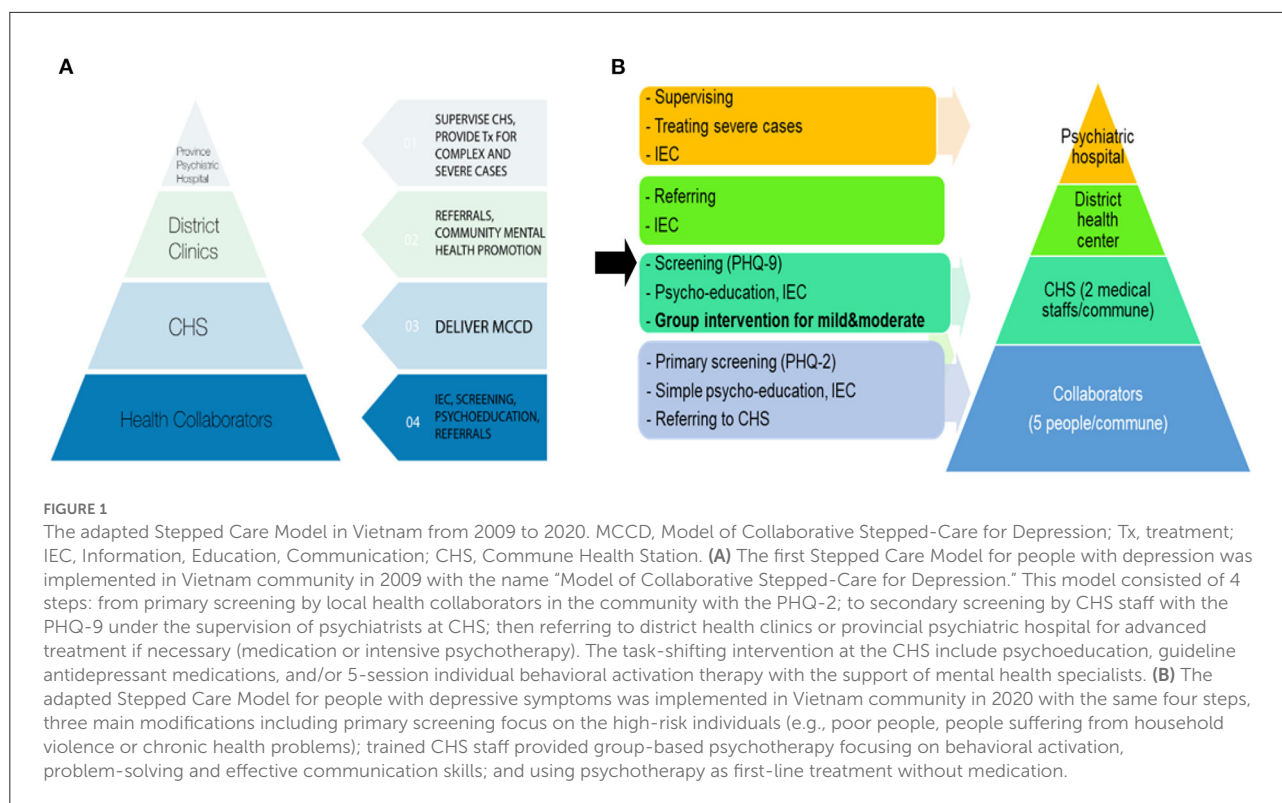 A
Province
Psychiatric
Hospital
District
Clinics
CHS
Health Collaborators
01
SUPERVISE CHS,
PROVIDE Tx FOR
COMPLEX AND
SEVERE CASES
02
REFERRALS,
COMMUNITY MENTAL
HEALTH PROMOTION
03
DELIVER MCCD
04
IEC, SCREENING,
PSYCHOEDUCATION,
REFERRALS
B
- Supervising
- Treating severe cases
- IEC
- Referring
- IEC
- Screening (PHQ-9)
- Psycho-education, IEC
- Group intervention for mild&moderate
- Primary screening (PHQ-2)
- Simple psycho-education, IEC
- Referring to CHS
Psychiatric
hospital
District
health
center
CHS (2 medical
staffs/commune)
Collaborators
(5 people/commune)
FIGURE 1
The adapted Stepped Care Model in Vietnam from 2009 to 2020. MCCD, Model of Collaborative Stepped-Care for Depression; Tx, treatment;
IEC, Information, Education, Communication; CHS, Commune Health Station. (A) The first Stepped Care Model for people with depression was
implemented in Vietnam community in 2009 with the name “Model of Collaborative Stepped-Care for Depression.” This model consisted of 4
steps: from primary screening by local health collaborators in the community with the PHQ-2; to secondary screening by CHS staff with the
PHQ-9 under the supervision of psychiatrists at CHS; then referring to district health clinics or provincial psychiatric hospital for advanced
treatment if necessary (medication or intensive psychotherapy). The task-shifting intervention at the CHS include psychoeducation, guideline
antidepressant medications, and/or 5-session individual behavioral activation therapy with the support of mental health specialists. (B) The
adapted Stepped Care Model for people with depressive symptoms was implemented in Vietnam community in 2020 with the same four steps,
three main modifications including primary screening focus on the high-risk individuals (e.g., poor people, people suffering from household
violence or chronic health problems); trained CHS staff provided group-based psychotherapy focusing on behavioral activation,
problem-solving and effective communication skills; and using psychotherapy as first-line treatment without medication.